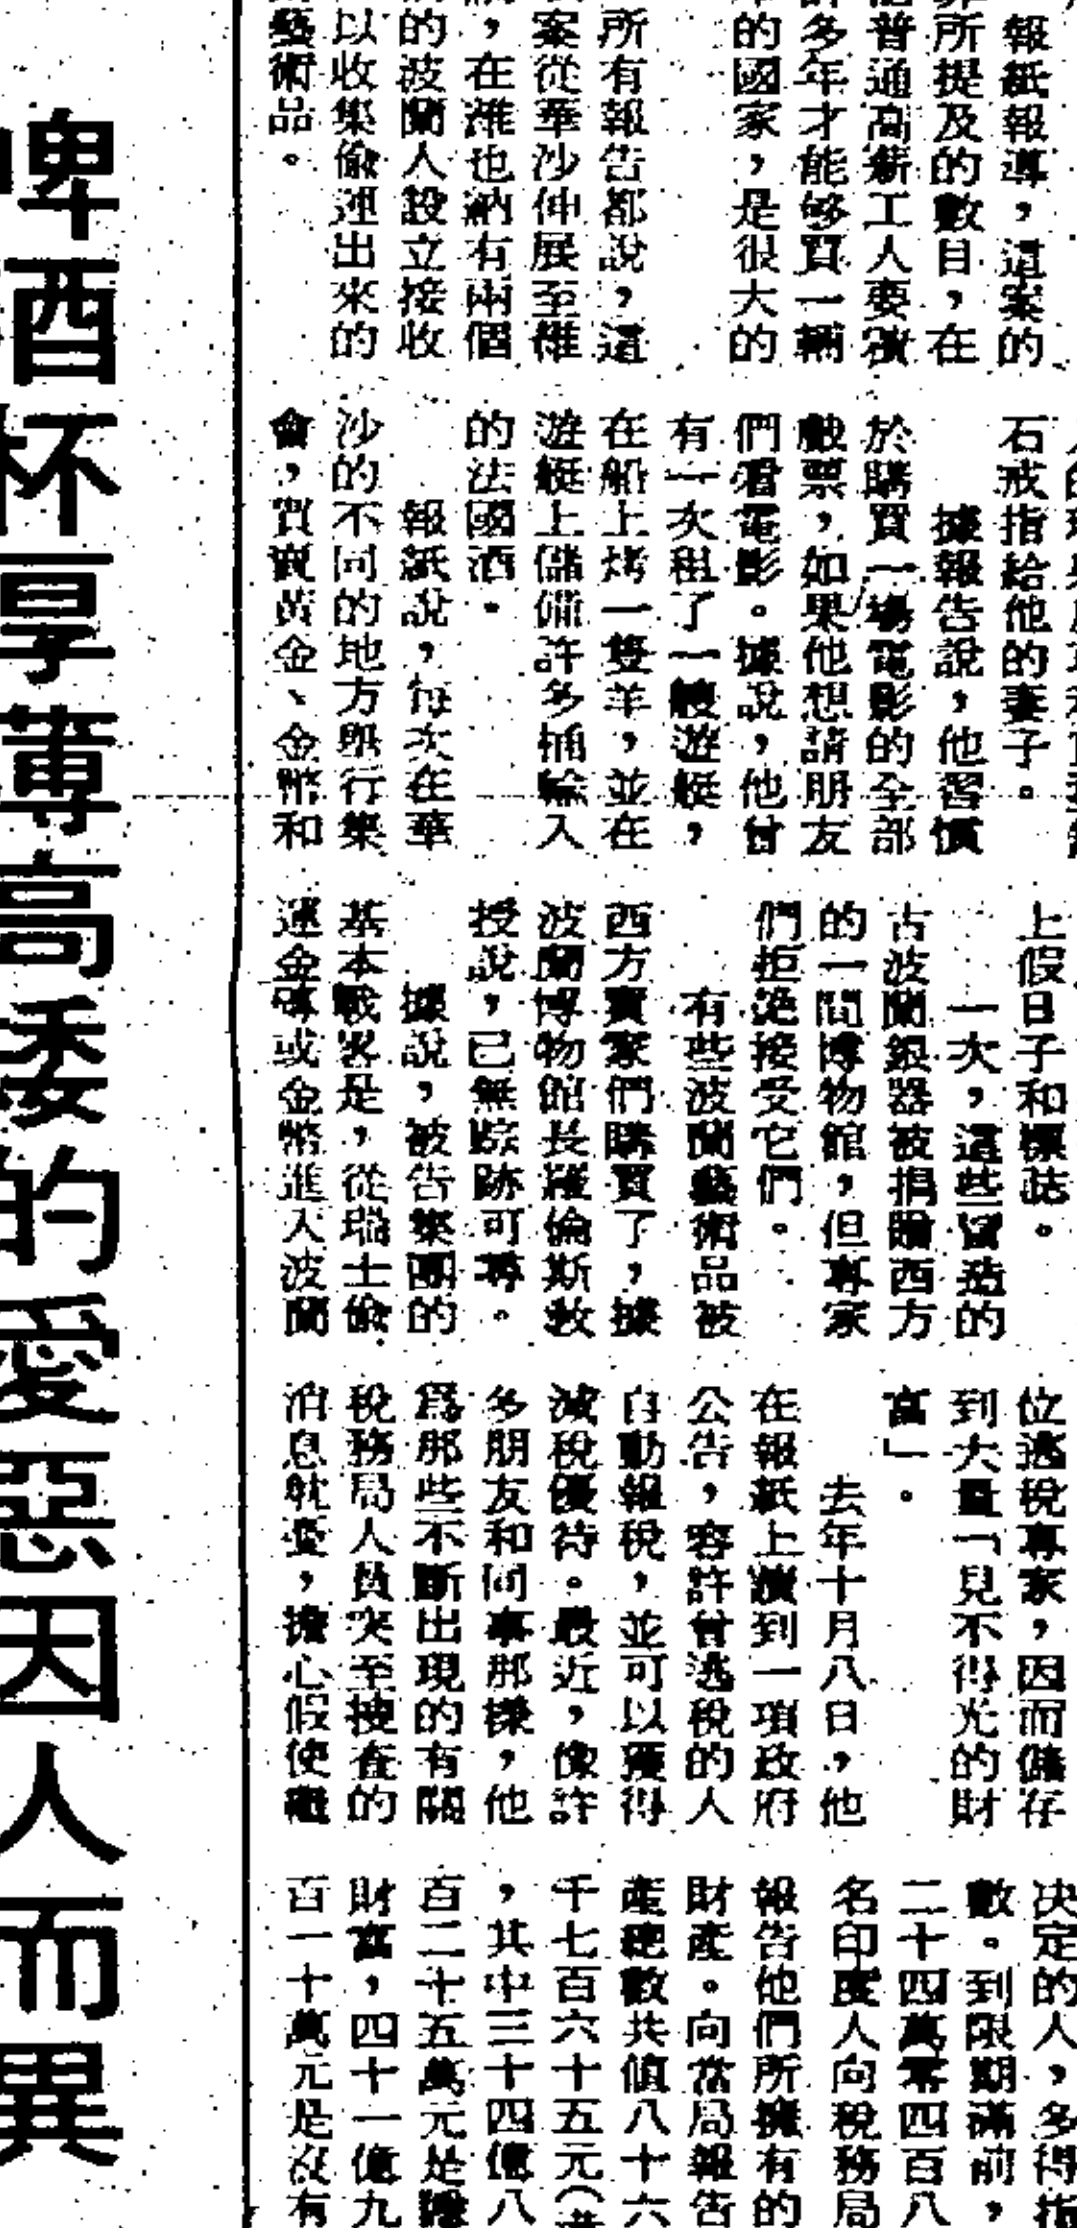 報紙報導，這案的
所提及的數目，在
普通高薪工人要積
多年才能够買一輛
的國家，是很大的
所有報告都說，這
案從華沙伸展至維
，在維也納有兩個
的波蘭人設立接收
以收集偷運出來的
藝術品。
石戒指給他的妻子。
據報告說，他習慣
於購買一場電影的全部
戲票，如果他想請朋友
們看電影。據說，他曾
有一次租了一艘遊艇，
在船上烤一隻羊，並在
遊艇上儲備許多桶輸入
的法國酒。
報紙說，每次在華
沙的不同的地方舉行集
會，買賣黃金、金幣和
上假日子和標誌。
一次，這些冒造的
古波蘭銀器被捐贈西方
的一間博物館，但專家
們拒絕接受它們。
有些波蘭藝術品被
西方買家們購買了，據
波蘭博物館長羅倫斯教
授說，已無踪跡可尋。
據說，被告集團的
基本戰畧是，從瑞士偷
運金磚或金幣進入波蘭
位逃稅專家，因而儲存
到大量「見不得光的財
富」。
去年十月八日，他
在報紙上讀到一項政府
公告，容許曾逃稅的人
自動報稅，並可以獲得
減稅優待。最近，像許
多朋友和同事那樣，他
爲那些不斷出現的有關
稅務局人員突至搜查的
消息躭憂，擔心假使繼
决定的人，多得
數。到限期滿前，
二十四萬零四百八
名印度人向稅務局
報告他們所擁有的
財產。向當局報告
產總數共值八十六
千七百六十五元（
，共中三十四億八
百二十五萬元是
財富，四十一億九
百一十萬元是沒有
啤酒杯厚薄高矮的愛惡因人而異